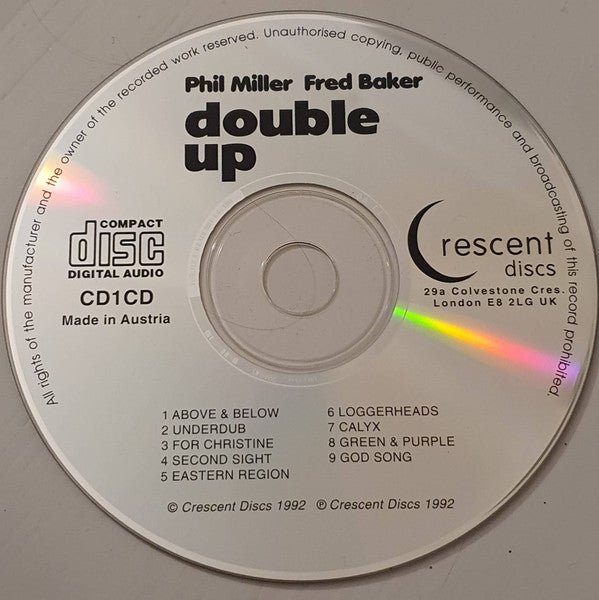 All rights of the manufacturer and the owner of the recorded work reserved. Unauthorised copying, public performance and broadcasting of this record prohibited.
Phil Miller Fred Baker
double
up
COMPACT
disc
DIGITAL AUDIO
CD1CD
Made in Austria
Crescent
discs
29a Colvestone Cres.
London E8 2LG UK
1 ABOVE & BELOW
2 UNDERDUB
3 FOR CHRISTINE
4 SECOND SIGHT
5 EASTERN REGION
6 LOGGERHEADS
7 CALYX
8 GREEN & PURPLE
9 GOD SONG
© Crescent Discs 1992 ℗ Crescent Discs 1992